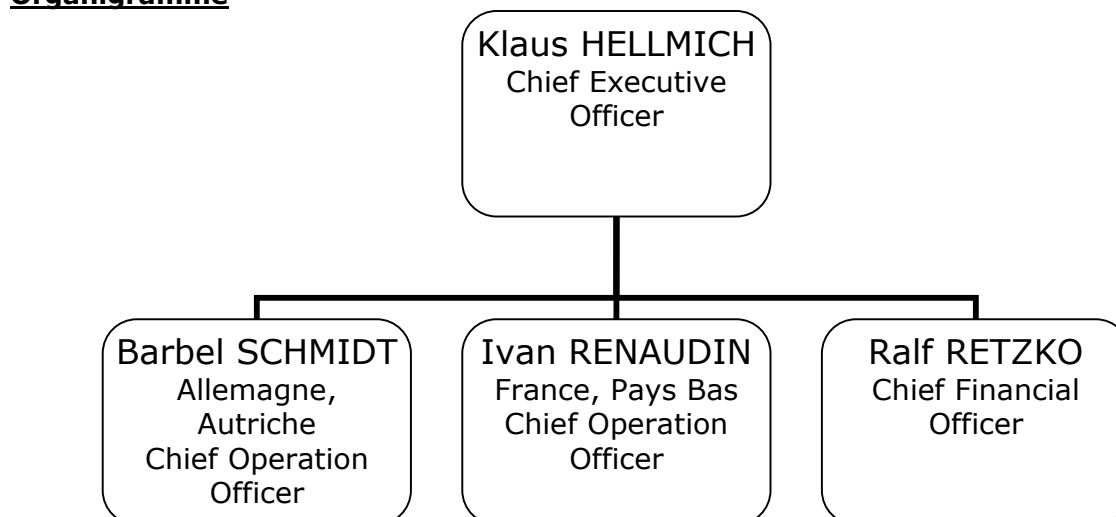 Organigramme
Klaus HELLMICH
Chief Executive
Officer
Barbel SCHMIDT
Allemagne,
Autriche
Chief Operation
Officer
Ivan RENAUDIN
France, Pays Bas
Chief Operation
Officer
Ralf RETZKO
Chief Financial
Officer